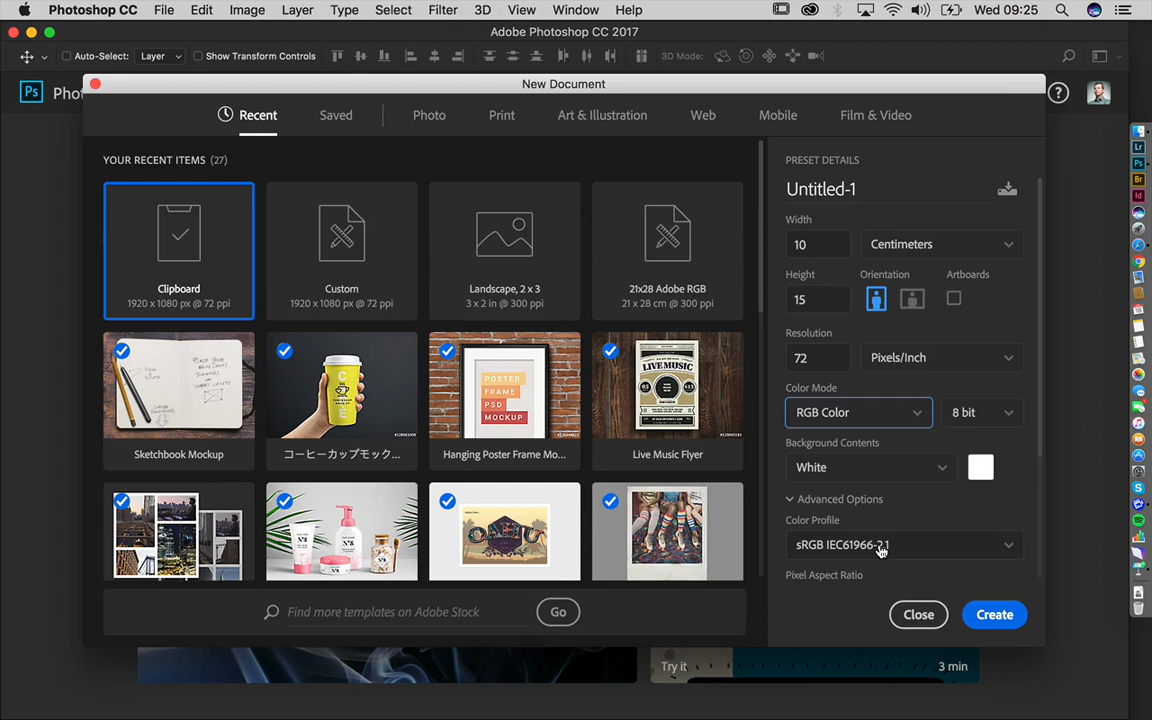 Photoshop CC File Edit Image Layer Type Select Filter 3D View Window Help Wed 09:25
Adobe Photoshop CC 2017
Auto-Select: Layer Show Transform Controls 3D Mode:
Ps Pho
New Document
Recent Saved Photo Print Art & Illustration Web Mobile Film & Video
YOUR RECENT ITEMS (27)
Clipboard
1920 x 1080 px @ 72 ppi
Custom
1920 x 1080 px @ 72 ppi
Landscape, 2 x 3
3 x 2 in @ 300 ppi
21x28 Adobe RGB
21 x 28 cm @ 300 ppi
Sketchbook Mockup
コーヒーカップモック...
POSTER
FRAME
PSD
MOCKUP
Hanging Poster Frame Mo...
LIVE MUSIC
Live Music Flyer
Find more templates on Adobe Stock
Go
PRESET DETAILS
Untitled-1
Width
10 Centimeters
Height Orientation Artboards
15
Resolution
72 Pixels/Inch
Color Mode
RGB Color 8 bit
Background Contents
White
Advanced Options
Color Profile
sRGB IEC61966-2.1
Pixel Aspect Ratio
Close Create
Try it 3 min
Lr
Ps
Br
Id